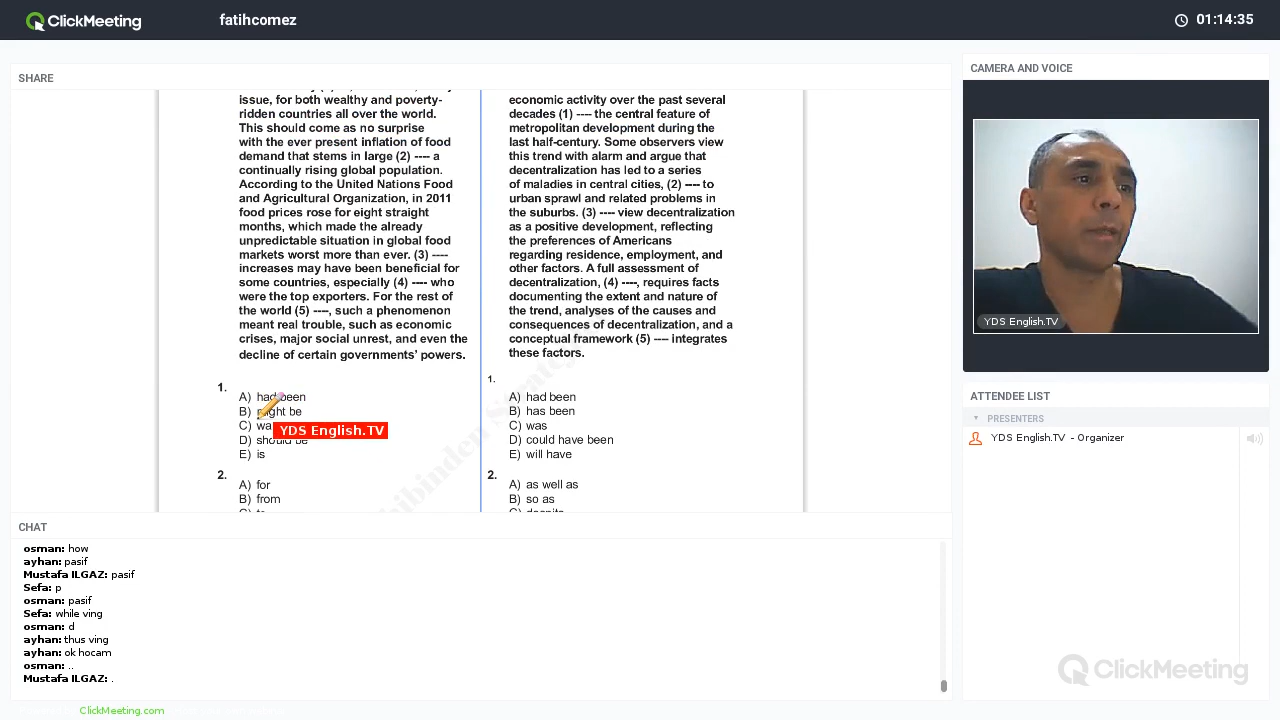 ClickMeeting
fatihcomez
01:14:35
SHARE
issue, for both wealthy and poverty-
ridden countries all over the world.
This should come as no surprise
with the ever present inflation of food
demand that stems in large (2) ---- a
continually rising global population.
According to the United Nations Food
and Agricultural Organization, in 2011
food prices rose for eight straight
months, which made the already
unpredictable situation in global food
markets worst more than ever. (3) ----
increases may have been beneficial for
some countries, especially (4) ---- who
were the top exporters. For the rest of
the world (5) ----, such a phenomenon
meant real trouble, such as economic
crises, major social unrest, and even the
decline of certain governments' powers.
1.
A) had been
B) might be
C) wa
D) should be
E) is
2.
A) for
B) from
economic activity over the past several
decades (1) ---- the central feature of
metropolitan development during the
last half-century. Some observers view
this trend with alarm and argue that
decentralization has led to a series
of maladies in central cities, (2) ---- to
urban sprawl and related problems in
the suburbs. (3) ---- view decentralization
as a positive development, reflecting
the preferences of Americans
regarding residence, employment, and
other factors. A full assessment of
decentralization, (4) ----, requires facts
documenting the extent and nature of
the trend, analyses of the causes and
consequences of decentralization, and a
conceptual framework (5) ---- integrates
these factors.
1.
A) had been
B) has been
C) was
D) could have been
E) will have
2.
A) as well as
B) so as
C) despite
YDS English.TV
CAMERA AND VOICE
YDS English.TV
ATTENDEE LIST
PRESENTERS
YDS English.TV - Organizer
CHAT
osman: how
ayhan: pasif
Mustafa ILGAZ: pasif
Sefa: p
osman: pasif
Sefa: while ving
osman: d
ayhan: thus ving
ayhan: ok hocam
osman: ..
Mustafa ILGAZ: .
ClickMeeting
ClickMeeting.com